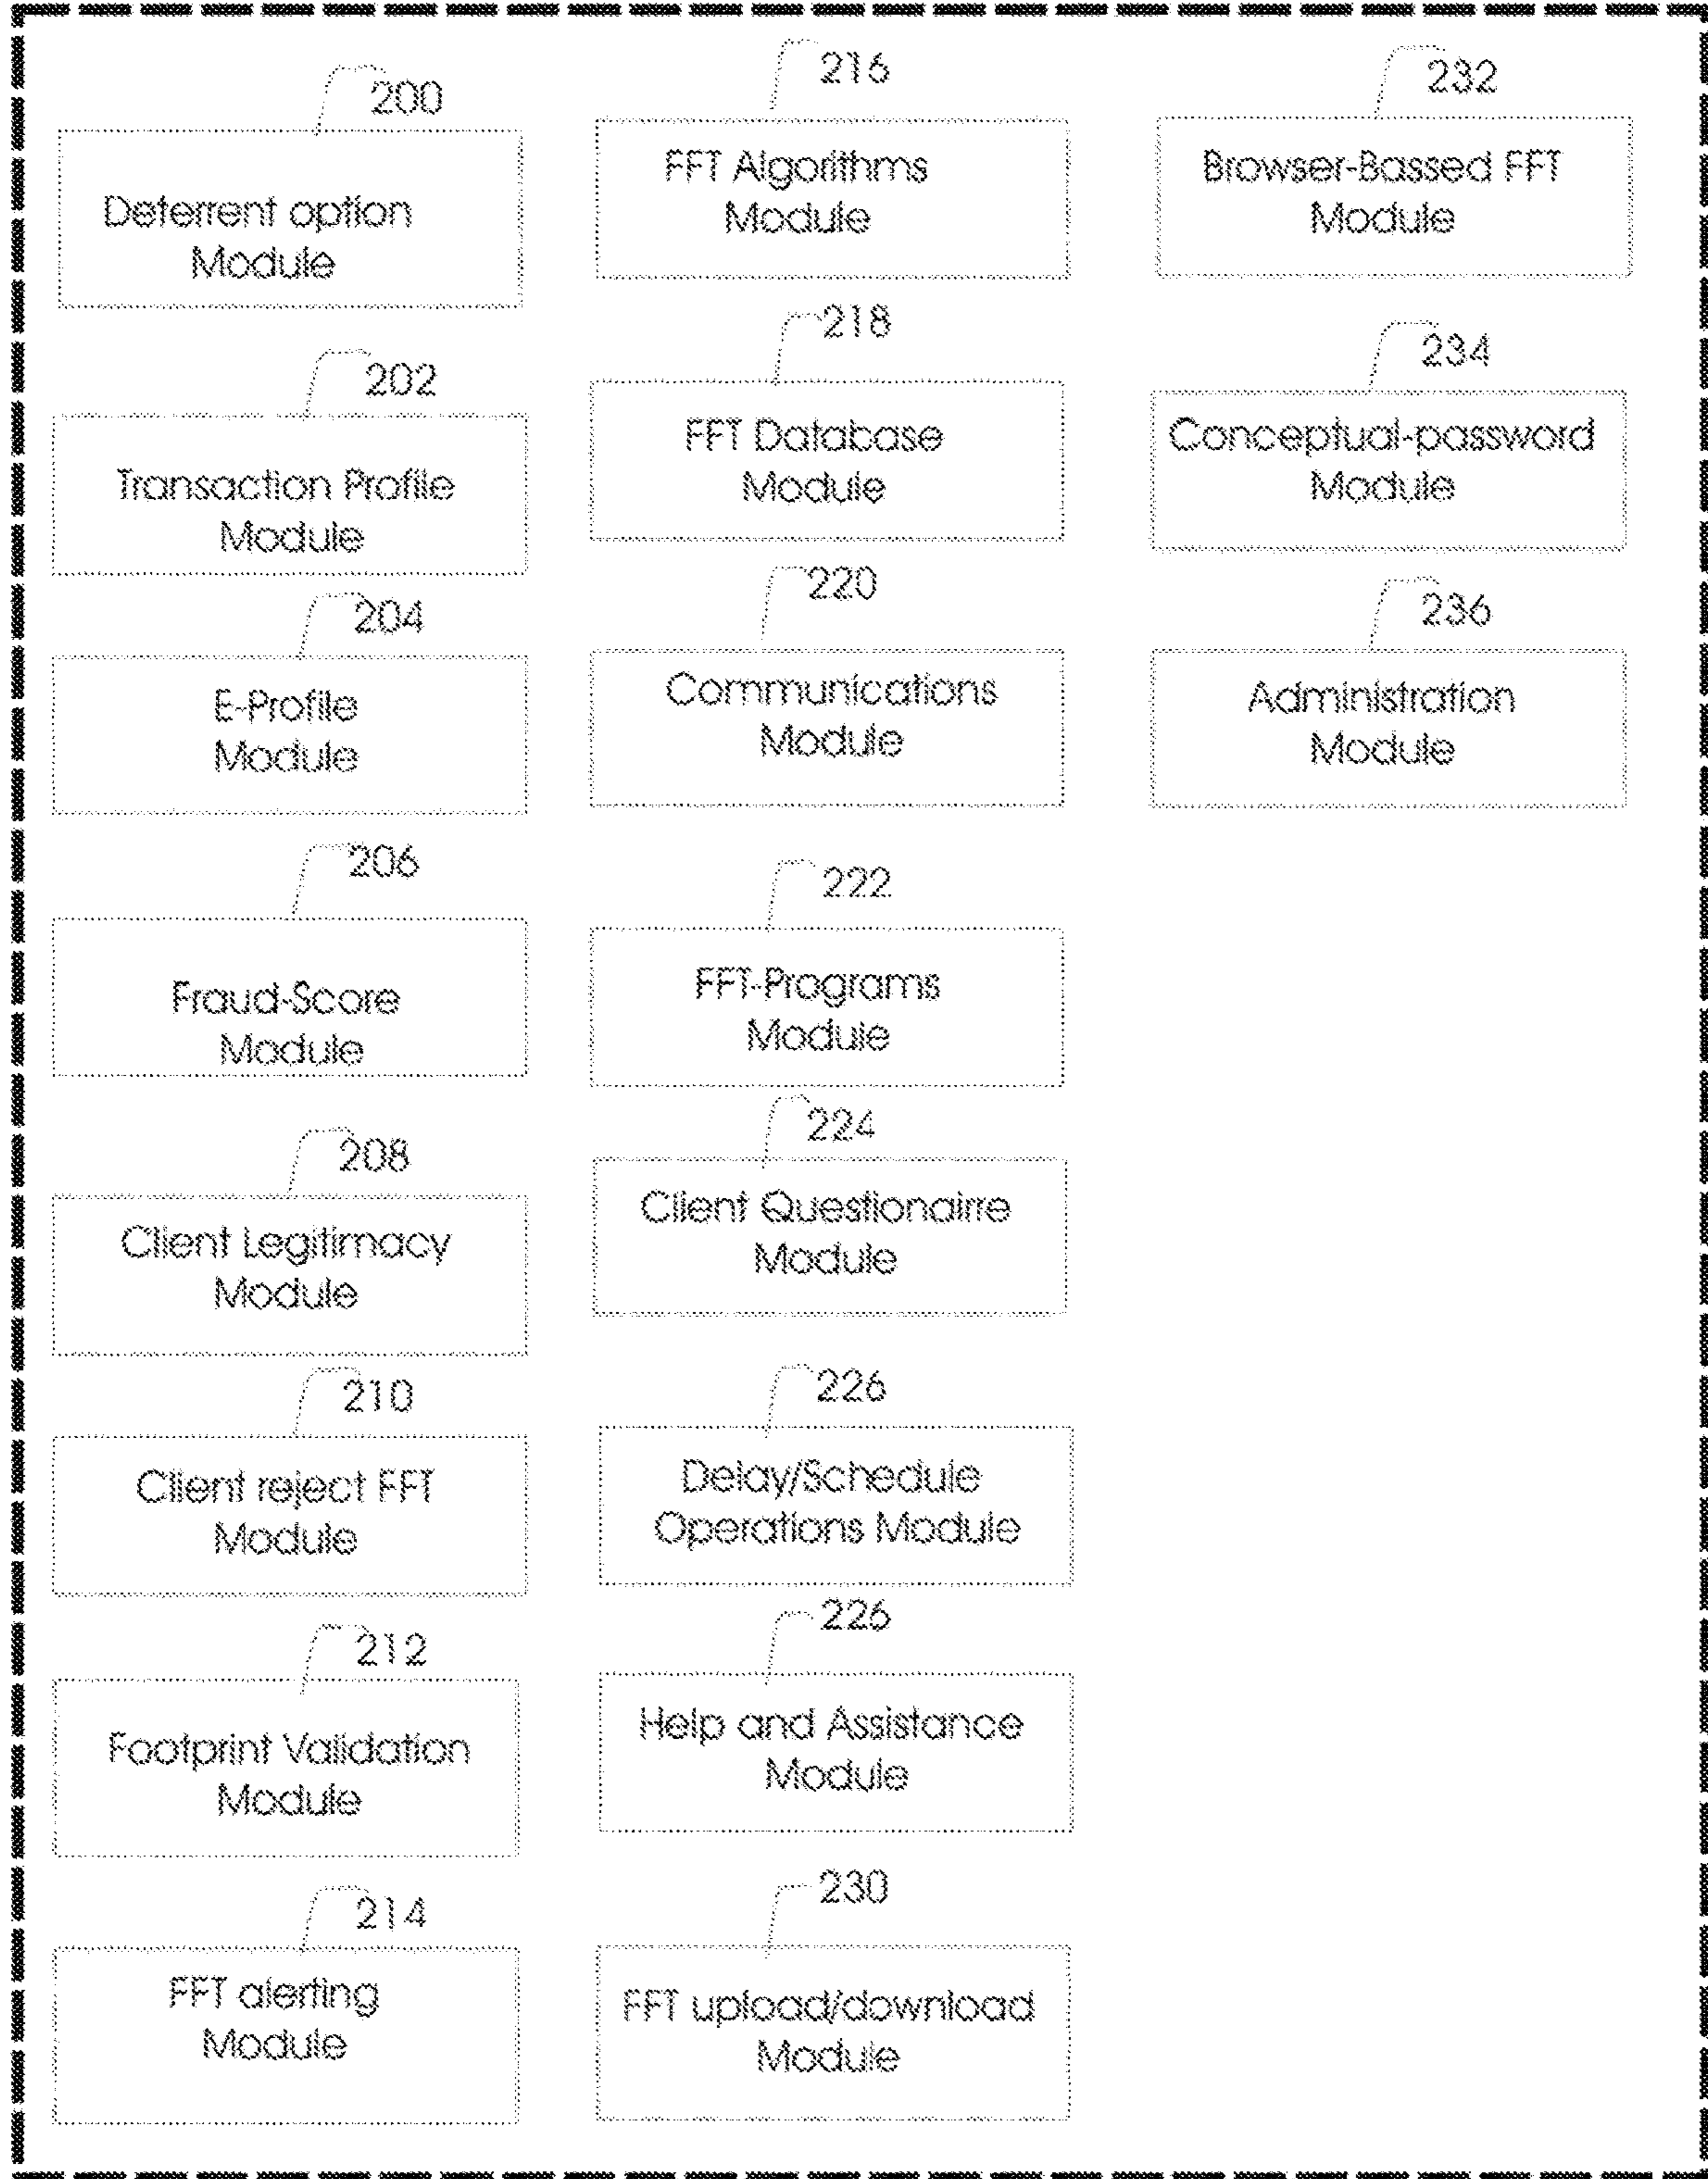 200
Deterrent option
Module
202
Transaction Profile
Module
204
E-Profile
Module
206
Fraud-Score
Module
208
Client Legitimacy
Module
210
Client reject FFT
Module
212
Footprint Validation
Module
214
FFT alerting
Module
216
FFT Algorithms
Module
218
FFT Database
Module
220
Communications
Module
222
FFT-Programs
Module
224
Client Questionairre
Module
226
Delay/Schedule
Operations Module
226
Help and Assistance
Module
230
FFT upload/download
Module
232
Browser-Bassed FFT
Module
234
Conceptual-password
Module
236
Administration
Module